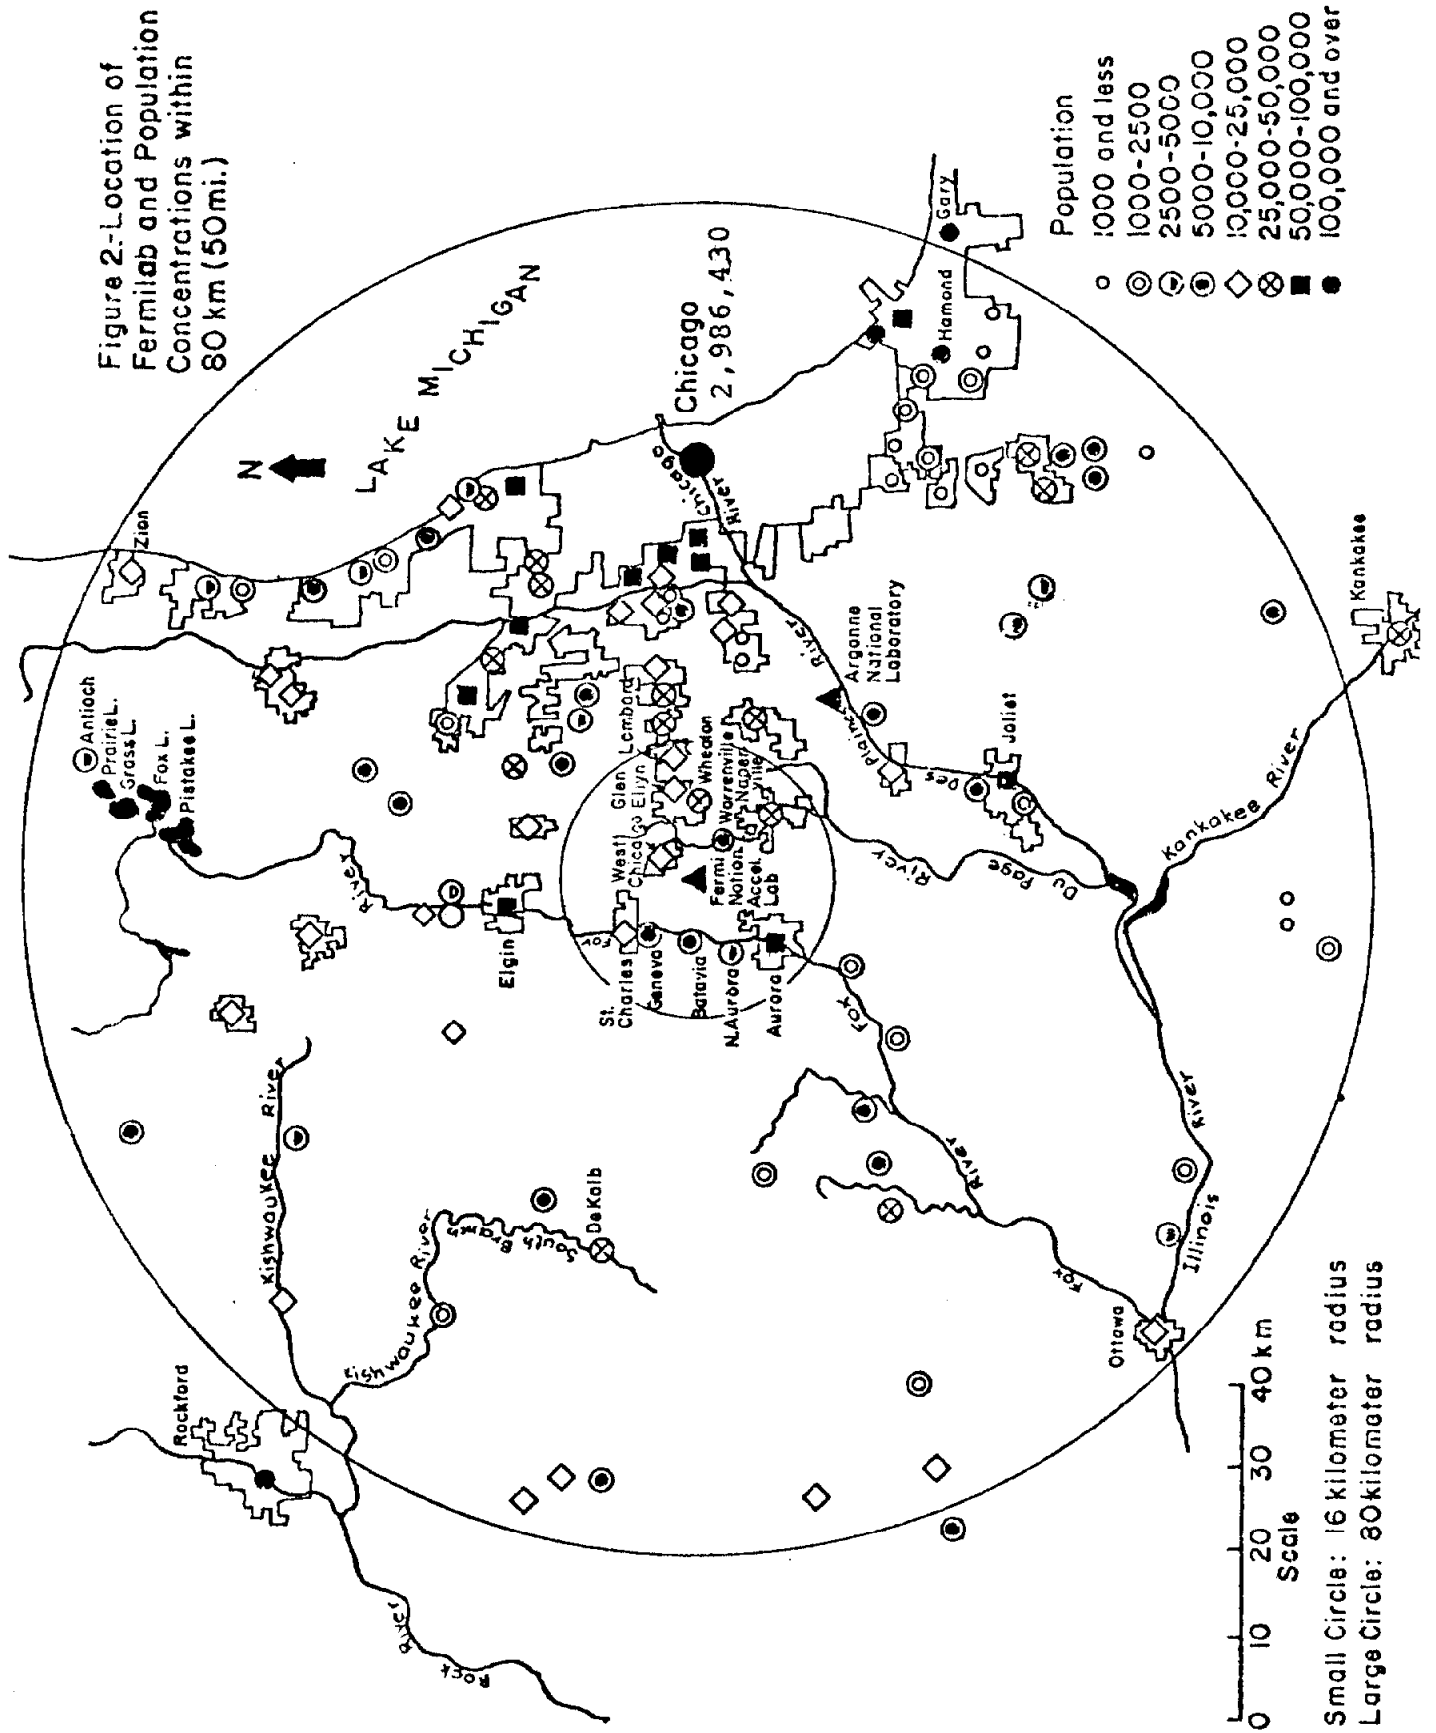 Figure 2.-Location of
Fermilab and Population
Concentrations within
80 km (50mi.)
N
LAKE MICHIGAN
Zion
Antioch
Prairie L.
Grass L.
Fox L.
Pistakee L.
Chicago
2,986,430
Chicago
River
Gary
Hamond
Population
1000 and less
1000-2500
2500-5000
5000-10,000
10,000-25,000
25,000-50,000
50,000-100,000
100,000 and over
Argonne
National
Laboratory
River
Plaines
Des
Joliet
Kankakee
Kankakee River
Glen
Ellyn
Lombard
Wheaton
Warrenville
Naper
ville
West
Chicago
Fermi
Nation
Accel.
Lab
River
Elgin
Fox
St.
Charles
Geneva
Batavia
N.Aurora
Aurora
River
Du Page
Fox
River
Fox
Illinois
River
Ottawa
Kishwaukee River
Kishwaukee River
South
Branch
DeKalb
Rockford
River
Rock
0 10 20 30 40km
Scale
Small Circle: 16 kilometer radius
Large Circle: 80 kilometer radius